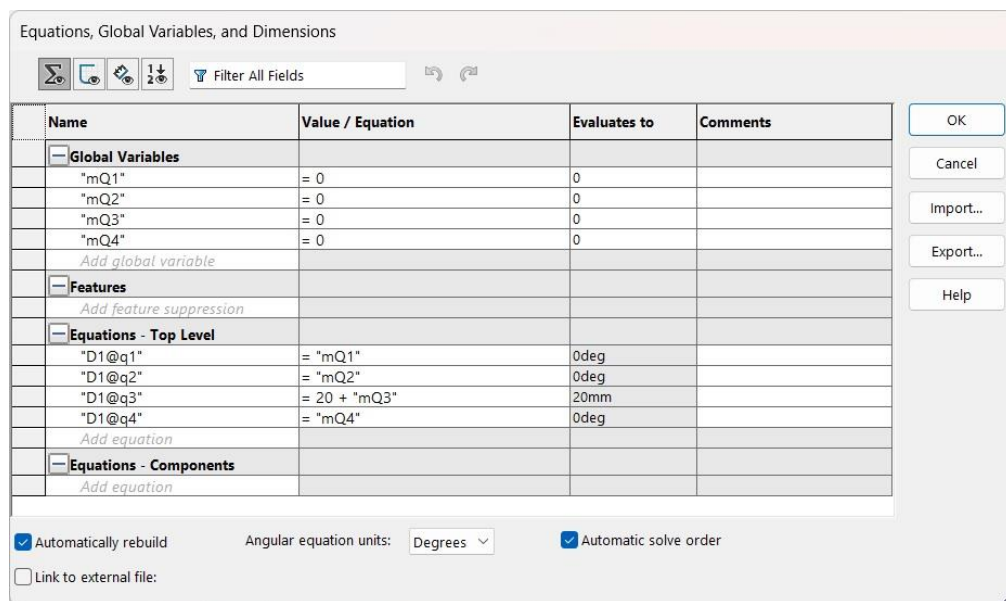 Equations, Global Variables, and Dimensions
Filter All Fields
Name Value / Equation Evaluates to Comments
Global Variables
"mQ1" = 0 0
"mQ2" = 0 0
"mQ3" = 0 0
"mQ4" = 0 0
Add global variable
Features
Add feature suppression
Equations - Top Level
"D1@q1" = "mQ1" 0deg
"D1@q2" = "mQ2" 0deg
"D1@q3" = 20 + "mQ3" 20mm
"D1@q4" = "mQ4" 0deg
Add equation
Equations - Components
Add equation
OK
Cancel
Import...
Export...
Help
Automatically rebuild Angular equation units: Degrees Automatic solve order
Link to external file: